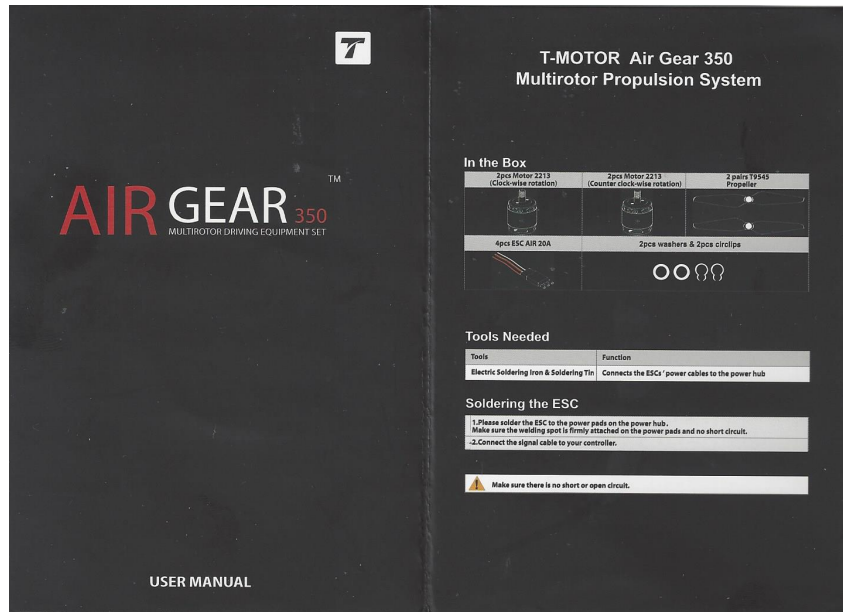 T
AIR GEAR 350
TM
MULTIROTOR DRIVING EQUIPMENT SET
USER MANUAL
T-MOTOR Air Gear 350
Multirotor Propulsion System
In the Box
2pcs Motor 2213
(Clock-wise rotation)
2pcs Motor 2213
(Counter clock-wise rotation)
2 pairs T9545
Propeller
4pcs ESC AIR 20A
2pcs washers & 2pcs circlips
Tools Needed
Tools
Function
Electric Soldering Iron & Soldering Tin
Connects the ESCs' power cables to the power hub
Soldering the ESC
1.Please solder the ESC to the power pads on the power hub.
Make sure the welding spot is firmly attached on the power pads and no short circuit.
2.Connect the signal cable to your controller.
Make sure there is no short or open circuit.